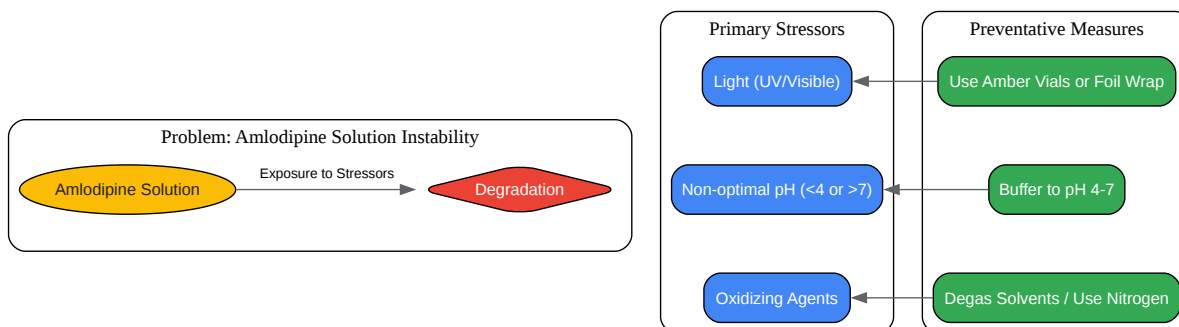 Problem: Amlodipine Solution Instability
Amlodipine Solution
Exposure to Stressors
Degradation
Primary Stressors
Light (UV/Visible)
Non-optimal pH (<4 or >7)
Oxidizing Agents
Preventative Measures
Use Amber Vials or Foil Wrap
Buffer to pH 4-7
Degas Solvents / Use Nitrogen